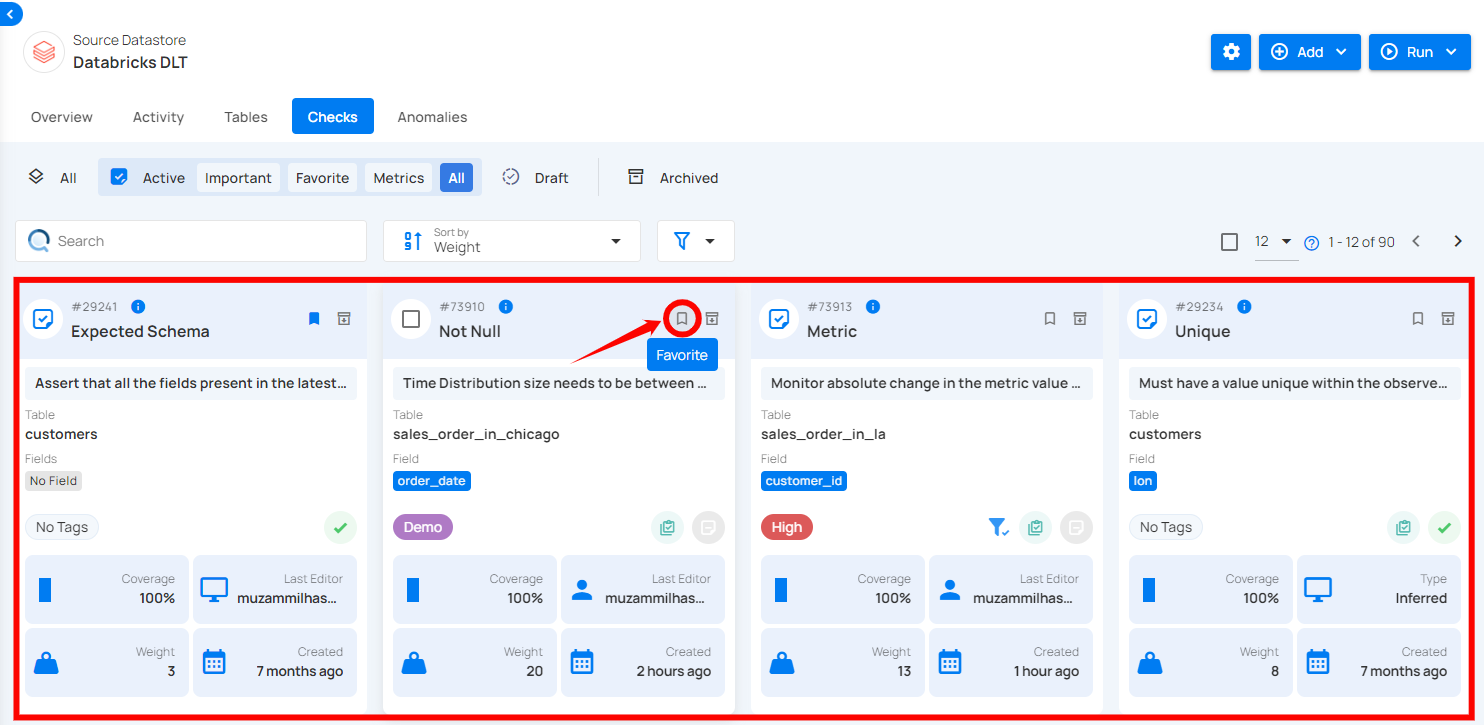 Source Datastore
Databricks DLT
Add
Run
Overview
Activity
Tables
Checks
Anomalies
All
Active
Important
Favorite
Metrics
All
Draft
Archived
Search
Sort by
Weight
12
1 - 12 of 90
#29241
Expected Schema
Assert that all the fields present in the latest...
Table
customers
Fields
No Field
No Tags
Coverage
100%
Last Editor
muzammilhas...
Weight
3
Created
7 months ago
#73910
Not Null
Favorite
Time Distribution size needs to be between ...
Table
sales_order_in_chicago
Field
order_date
Demo
Coverage
100%
Last Editor
muzammilhas...
Weight
20
Created
2 hours ago
#73913
Metric
Monitor absolute change in the metric value ...
Table
sales_order_in_la
Field
customer_id
High
Coverage
100%
Last Editor
muzammilhas...
Weight
13
Created
1 hour ago
#29234
Unique
Must have a value unique within the observe...
Table
customers
Field
lon
No Tags
Coverage
100%
Type
Inferred
Weight
8
Created
7 months ago